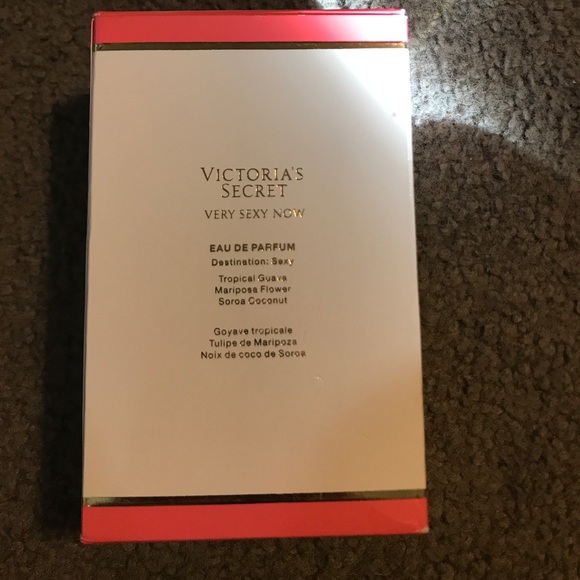 VICTORIA'S
SECRET
VERY SEXY NOW
EAU DE PARFUM
Destination: Sexy
Tropical Guava
Mariposa Flower
Soroa Coconut
Goyave tropicale
Tulipe de Maripoza
Noix de coco de Soroa